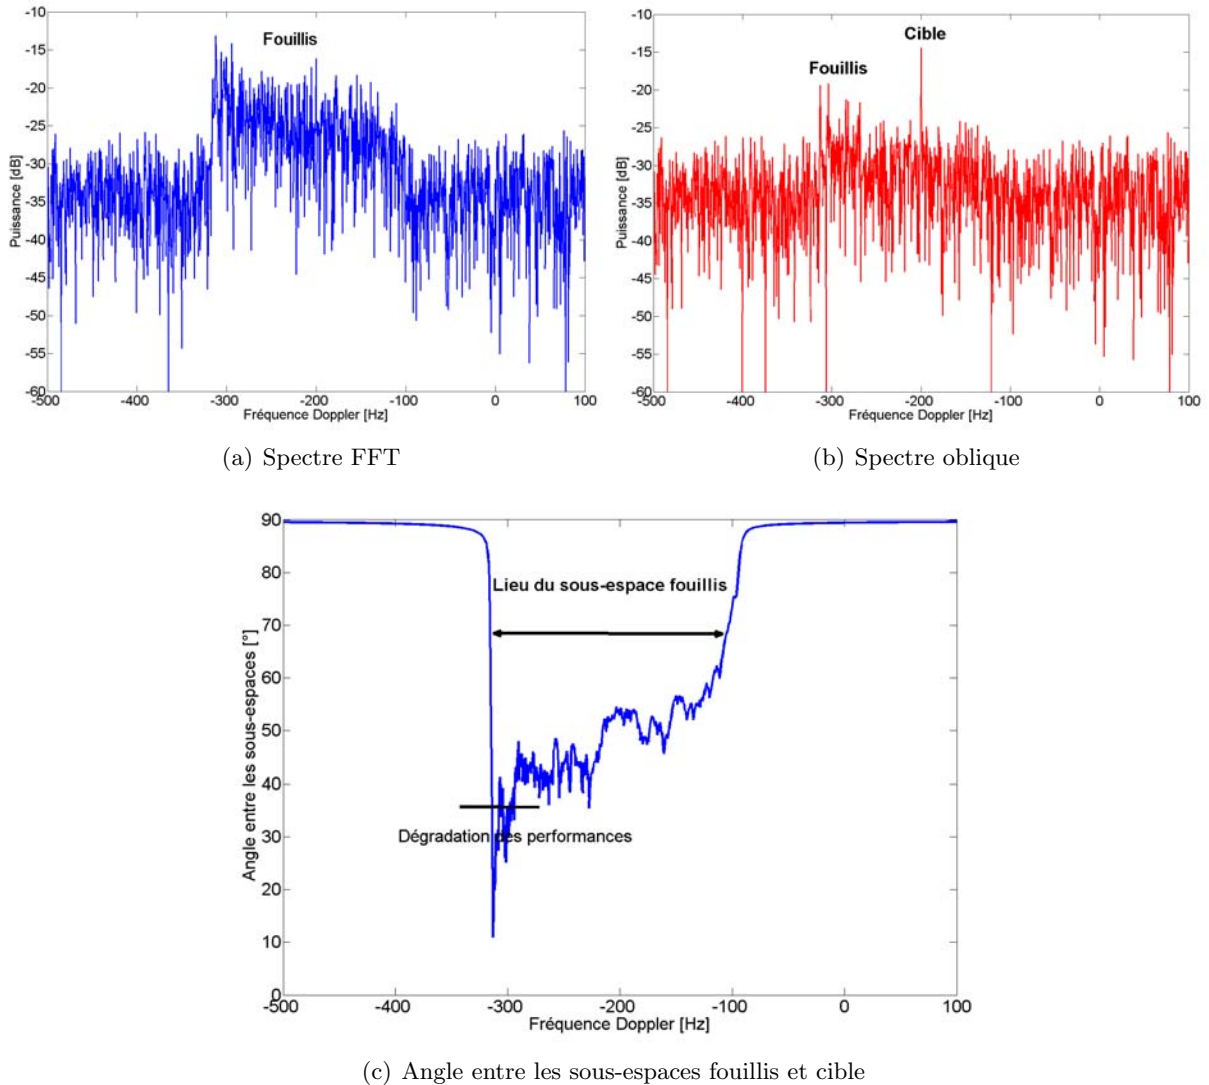 -10
-15
-20
-25
-30
-35
-40
-45
-50
-55
-60
Puissance [dB]
Fouillis
-500 -400 -300 -200 -100 0 100
Fréquence Doppler [Hz]
(a) Spectre FFT
-10
-15
-20
-25
-30
-35
-40
-45
-50
-55
-60
Puissance [dB]
Cible
Fouillis
-500 -400 -300 -200 -100 0 100
Fréquence Doppler [Hz]
(b) Spectre oblique
90
80
70
60
50
40
30
20
10
0
Angle entre les sous-espaces [°]
Lieu du sous-espace fouillis
Dégradation des performances
-500 -400 -300 -200 -100 0 100
Fréquence Doppler [Hz]
(c) Angle entre les sous-espaces fouillis et cible